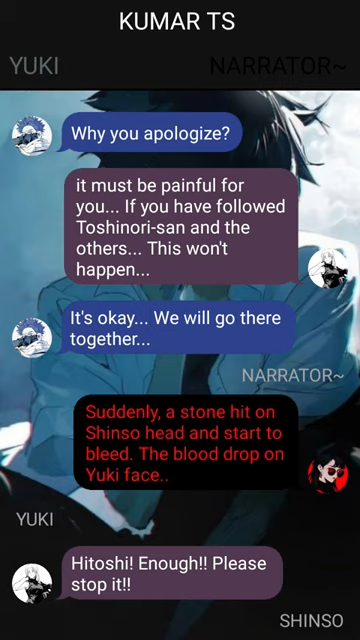 KUMAR TS
YUKI
NARRATOR~
Why you apologize?
it must be painful for
you... If you have followed
Toshinori-san and the
others... This won't
happen...
It's okay... We will go there
together...
NARRATOR~
Suddenly, a stone hit on
Shinso head and start to
bleed. The blood drop on
Yuki face..
YUKI
Hitoshi! Enough!! Please
stop it!!
SHINSO